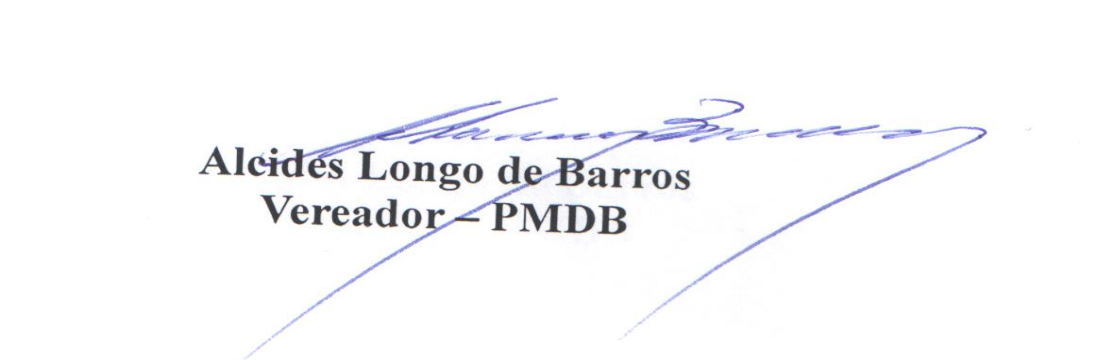 Alcides Longo de Barros
Vereador – PMDB